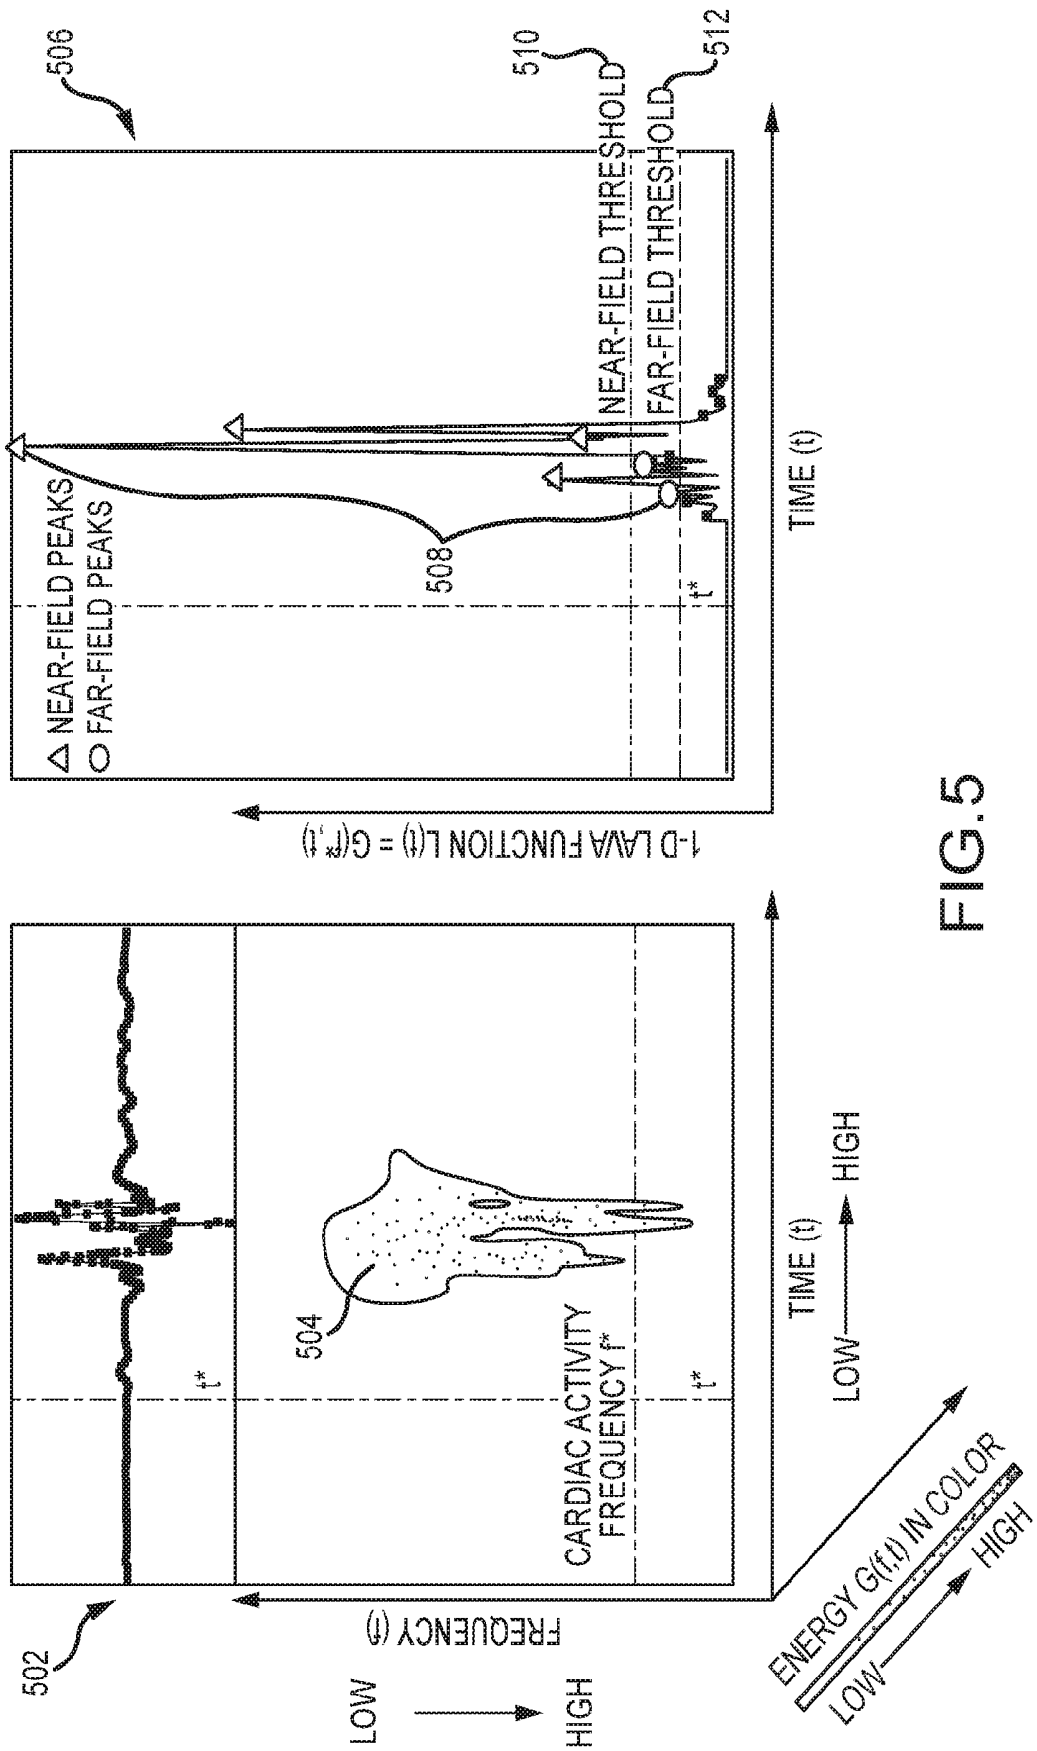 502
t*
FREQUENCY (f)
LOW
HIGH
504
CARDIAC ACTIVITY
FREQUENCY f*
t*
TIME (t)
LOW
HIGH
ENERGY G(f,t) IN COLOR
LOW
HIGH
506
NEAR-FIELD PEAKS
FAR-FIELD PEAKS
508
510
NEAR-FIELD THRESHOLD
FAR-FIELD THRESHOLD
512
t*
1-D LAVA FUNCTION L(t) = G(f*,t)
TIME (t)
FIG.5